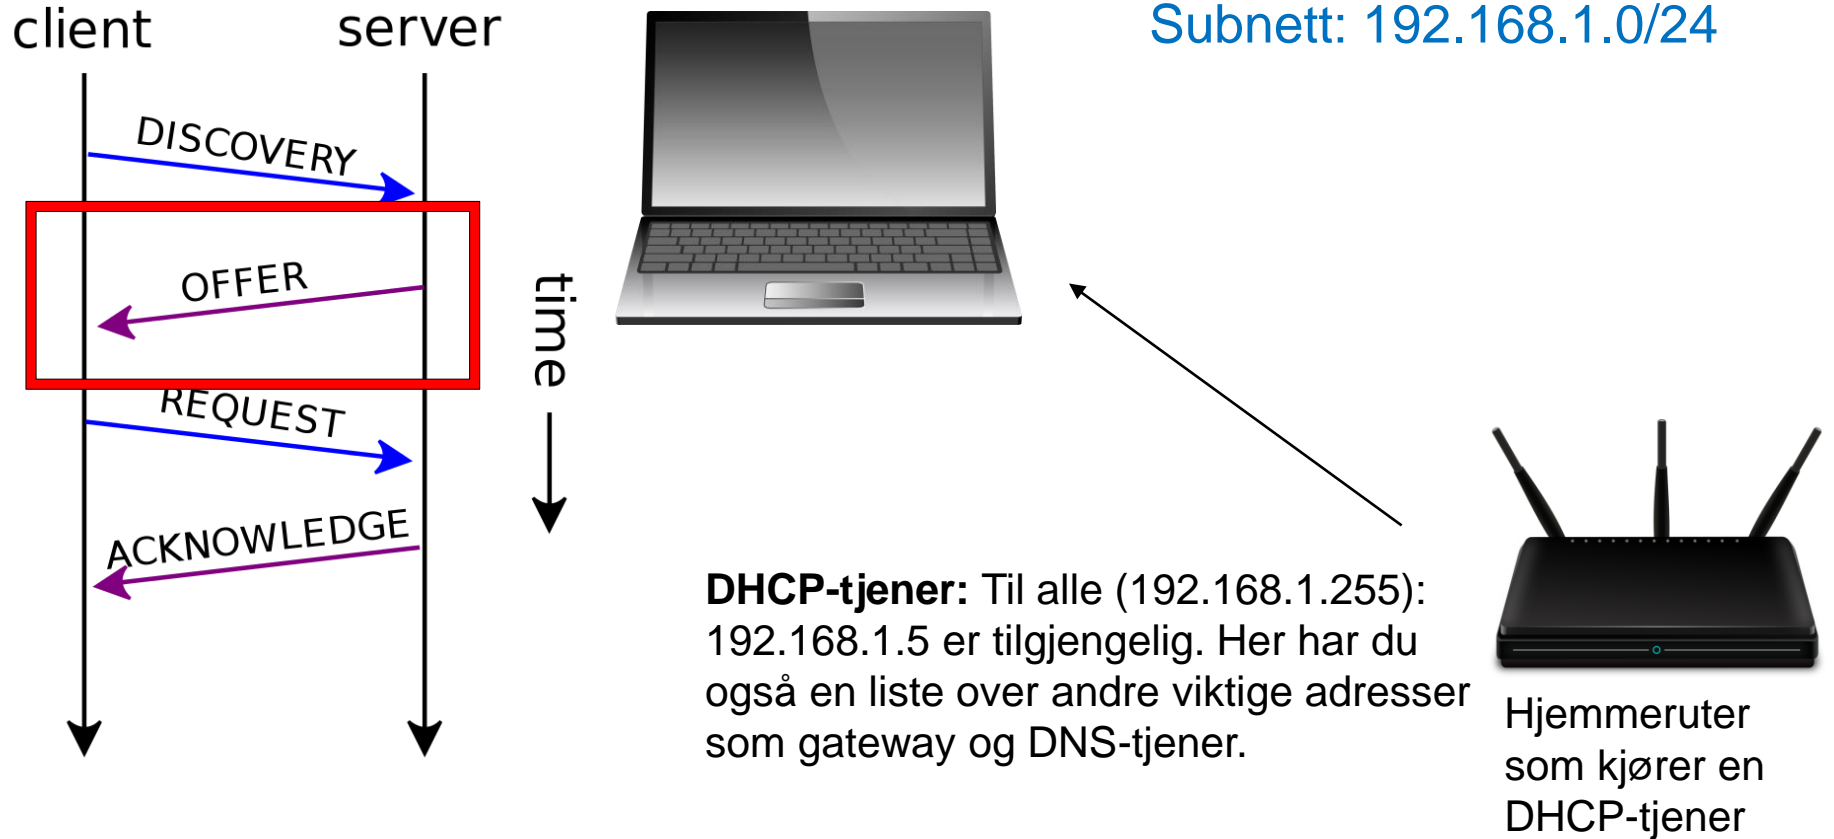 client
server
Subnett: 192.168.1.0/24
DISCOVERY
OFFER
time
REQUEST
ACKNOWLEDGE
DHCP-tjener: Til alle (192.168.1.255):
192.168.1.5 er tilgjengelig. Her har du
også en liste over andre viktige adresser
som gateway og DNS-tjener.
Hjemmeruter
som kjører en
DHCP-tjener